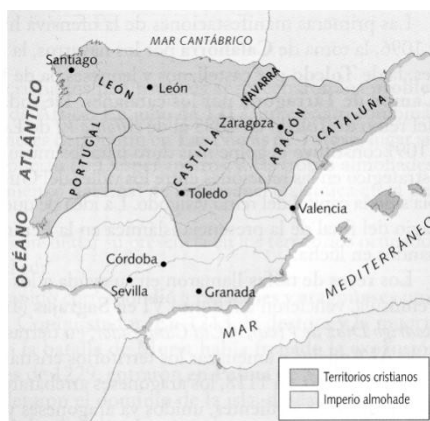 MAR CANTÁBRICO
Santiago
LEÓN
León
NAVARRA
CATALUÑA
ARAGÓN
Zaragoza
OCÉANO ATLÁNTICO
PORTUGAL
CASTILLA
Toledo
Valencia
Córdoba
Sevilla
Granada
MAR MEDITERRÁNEO
Territorios cristianos
Imperio almohade